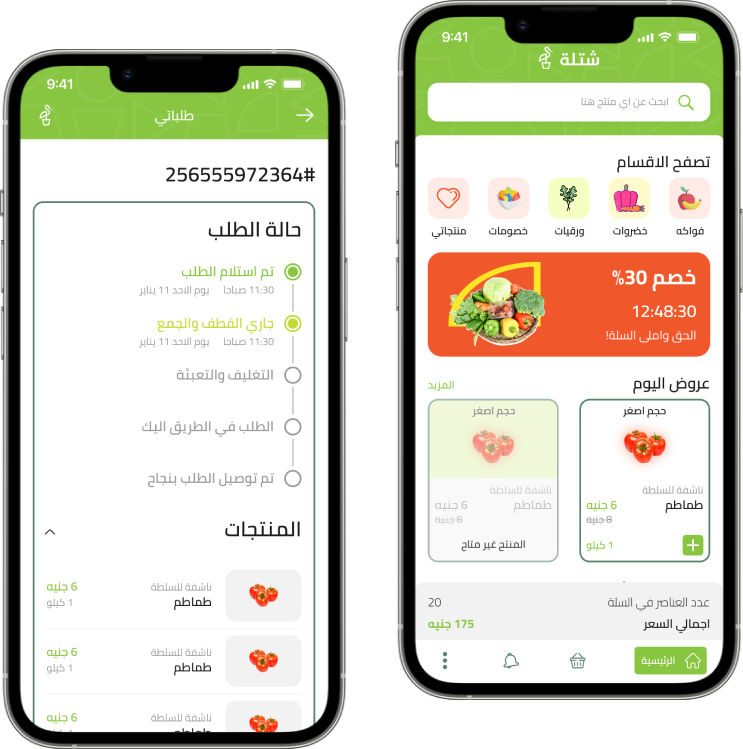 9:41
طلباتي
#256555972364
حالة الطلب
تم استلام الطلب
11:30 صباحا يوم الاحد 11 يناير
جاري القطف والجمع
11:30 صباحا يوم الاحد 11 يناير
التغليف والتعبئة
الطلب في الطريق اليك
تم توصيل الطلب بنجاح
المنتجات
ناشفة للسلطة
6 جنيه
طماطم
1 كيلو
ناشفة للسلطة
6 جنيه
طماطم
1 كيلو
ناشفة للسلطة
6 جنيه
طماطم
1 كيلو
9:41
شتلة
ابحث عن اي منتج هنا
تصفح الاقسام
فواكه
خضروات
ورقيات
خصومات
منتجاتي
خصم 30%
12:48:30
الحق واملى السلة!
عروض اليوم
المزيد
حجم اصغر
ناشفة للسلطة
طماطم
6 جنيه
8 جنيه
1 كيلو
حجم اصغر
ناشفة للسلطة
طماطم
6 جنيه
8 جنيه
المنتج غير متاح
عدد العناصر في السلة
20
اجمالي السعر
175 جنيه
الرئيسية